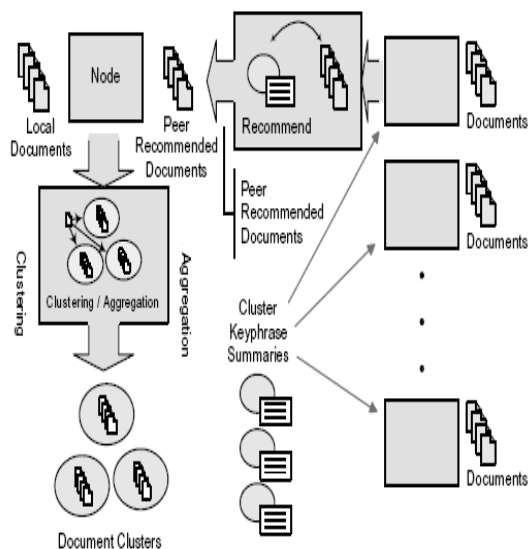 Node
Local
Documents
Peer
Recommended
Documents
Recommend
Documents
Peer
Recommended
Documents
Documents
Clustering
Clustering / Aggregation
Aggregation
Cluster
Keyphrase
Summaries
Documents
Document Clusters